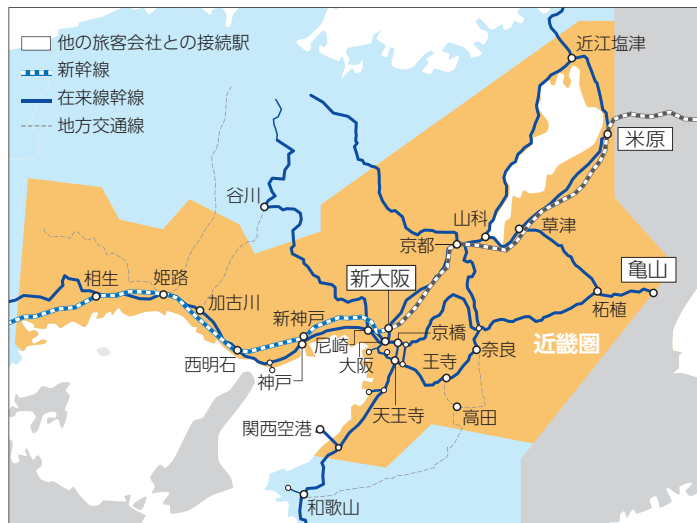 他の旅客会社との接続駅
新幹線
在来線幹線
地方交通線
近江塩津
米原
谷川
山科
草津
京都
新大阪
亀山
相生
姫路
加古川
新神戸
京橋
柘植
尼崎
近畿圏
大阪
王寺
奈良
西明石
神戸
天王寺
高田
関西空港
和歌山